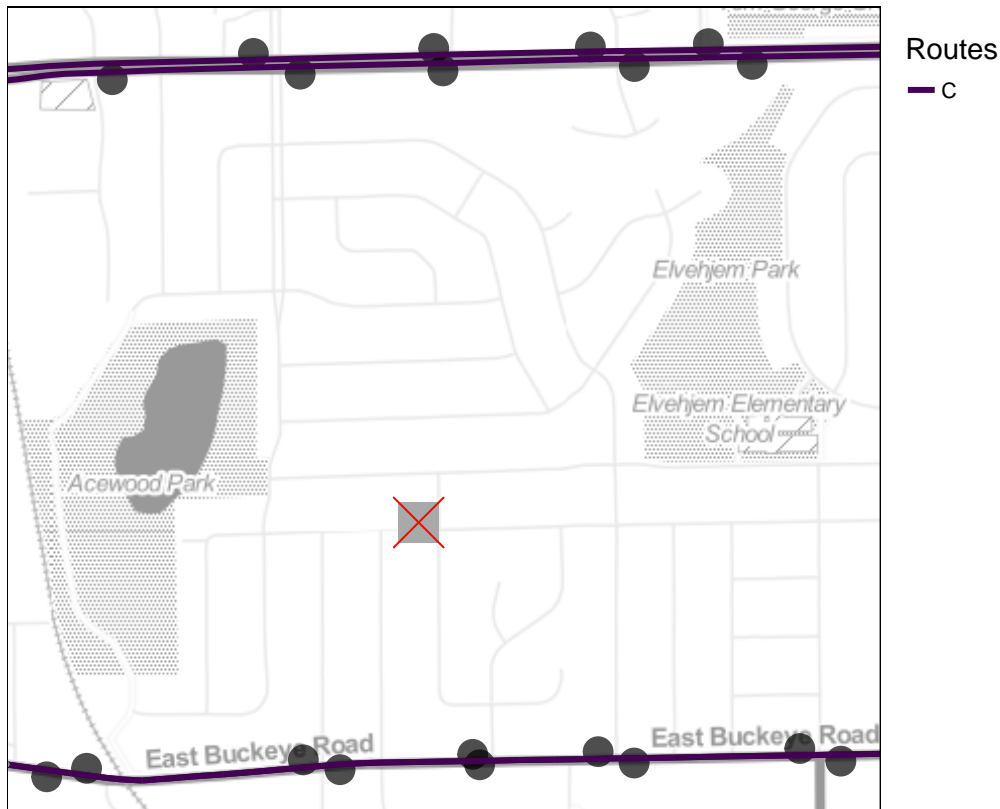 Routes
C
Elvehjem Park
Elvehjem Elementary
School
Acewood Park
East Buckeye Road
East Buckeye Road